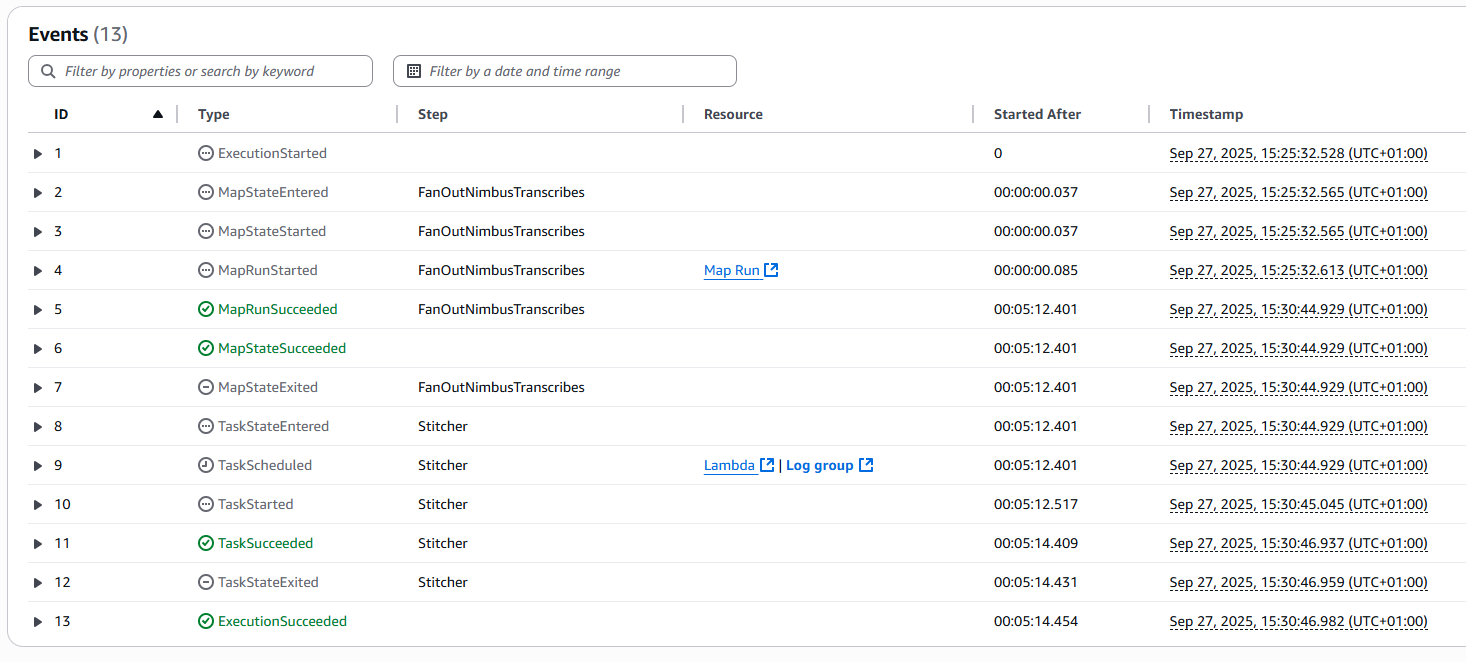 Events (13)
Filter by properties or search by keyword Filter by a date and time range
ID Type Step Resource Started After Timestamp
1 ExecutionStarted 0 Sep 27, 2025, 15:25:32.528 (UTC+01:00)
2 MapStateEntered FanOutNimbusTranscribes 00:00:00.037 Sep 27, 2025, 15:25:32.565 (UTC+01:00)
3 MapStateStarted FanOutNimbusTranscribes 00:00:00.037 Sep 27, 2025, 15:25:32.565 (UTC+01:00)
4 MapRunStarted FanOutNimbusTranscribes Map Run 00:00:00.085 Sep 27, 2025, 15:25:32.613 (UTC+01:00)
5 MapRunSucceeded FanOutNimbusTranscribes 00:05:12.401 Sep 27, 2025, 15:30:44.929 (UTC+01:00)
6 MapStateSucceeded 00:05:12.401 Sep 27, 2025, 15:30:44.929 (UTC+01:00)
7 MapStateExited FanOutNimbusTranscribes 00:05:12.401 Sep 27, 2025, 15:30:44.929 (UTC+01:00)
8 TaskStateEntered Stitcher 00:05:12.401 Sep 27, 2025, 15:30:44.929 (UTC+01:00)
9 TaskScheduled Stitcher Lambda | Log group 00:05:12.401 Sep 27, 2025, 15:30:44.929 (UTC+01:00)
10 TaskStarted Stitcher 00:05:12.517 Sep 27, 2025, 15:30:45.045 (UTC+01:00)
11 TaskSucceeded Stitcher 00:05:14.409 Sep 27, 2025, 15:30:46.937 (UTC+01:00)
12 TaskStateExited Stitcher 00:05:14.431 Sep 27, 2025, 15:30:46.959 (UTC+01:00)
13 ExecutionSucceeded 00:05:14.454 Sep 27, 2025, 15:30:46.982 (UTC+01:00)